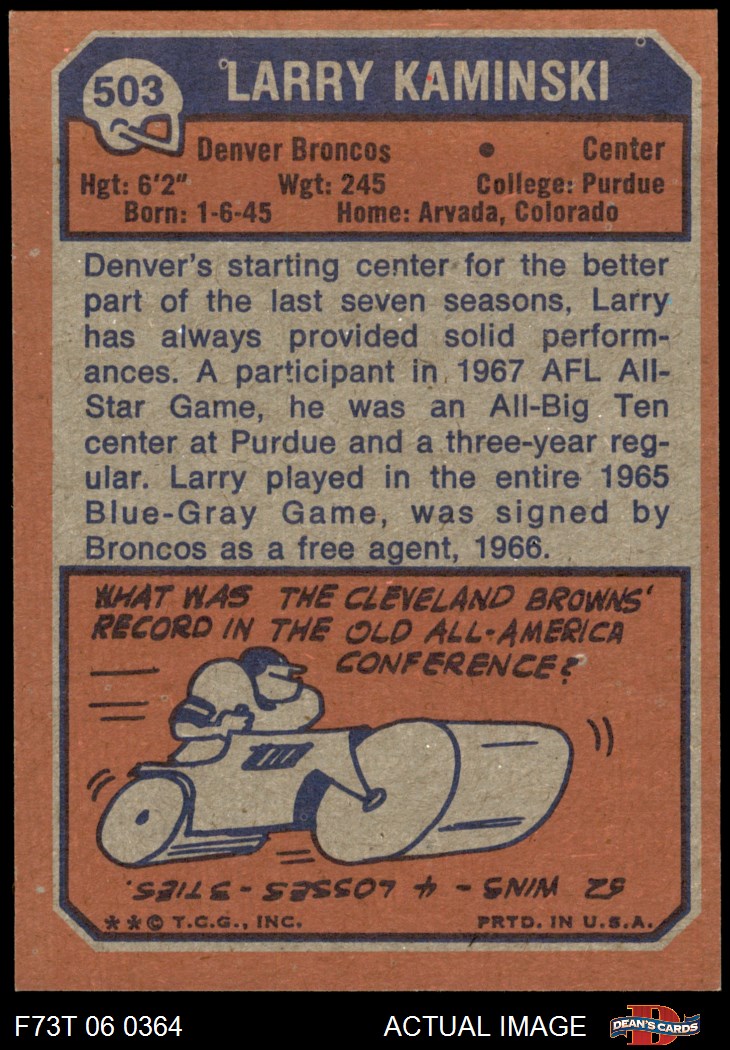 503
LARRY KAMINSKI
Denver Broncos • Center
Hgt: 6'2" Wgt: 245 College: Purdue
Born: 1-6-45 Home: Arvada, Colorado
Denver's starting center for the better
part of the last seven seasons, Larry
has always provided solid perform-
ances. A participant in 1967 AFL All-
Star Game, he was an All-Big Ten
center at Purdue and a three-year reg-
ular. Larry played in the entire 1965
Blue-Gray Game, was signed by
Broncos as a free agent, 1966.
WHAT WAS THE CLEVELAND BROWNS'
RECORD IN THE OLD ALL-AMERICA
CONFERENCE?
52 WINS - 4 LOSSES - 3 TIES.
**© T.C.G., INC. PRTD. IN U.S.A.
F73T 06 0364 ACTUAL IMAGE
D
DEAN'S CARDS